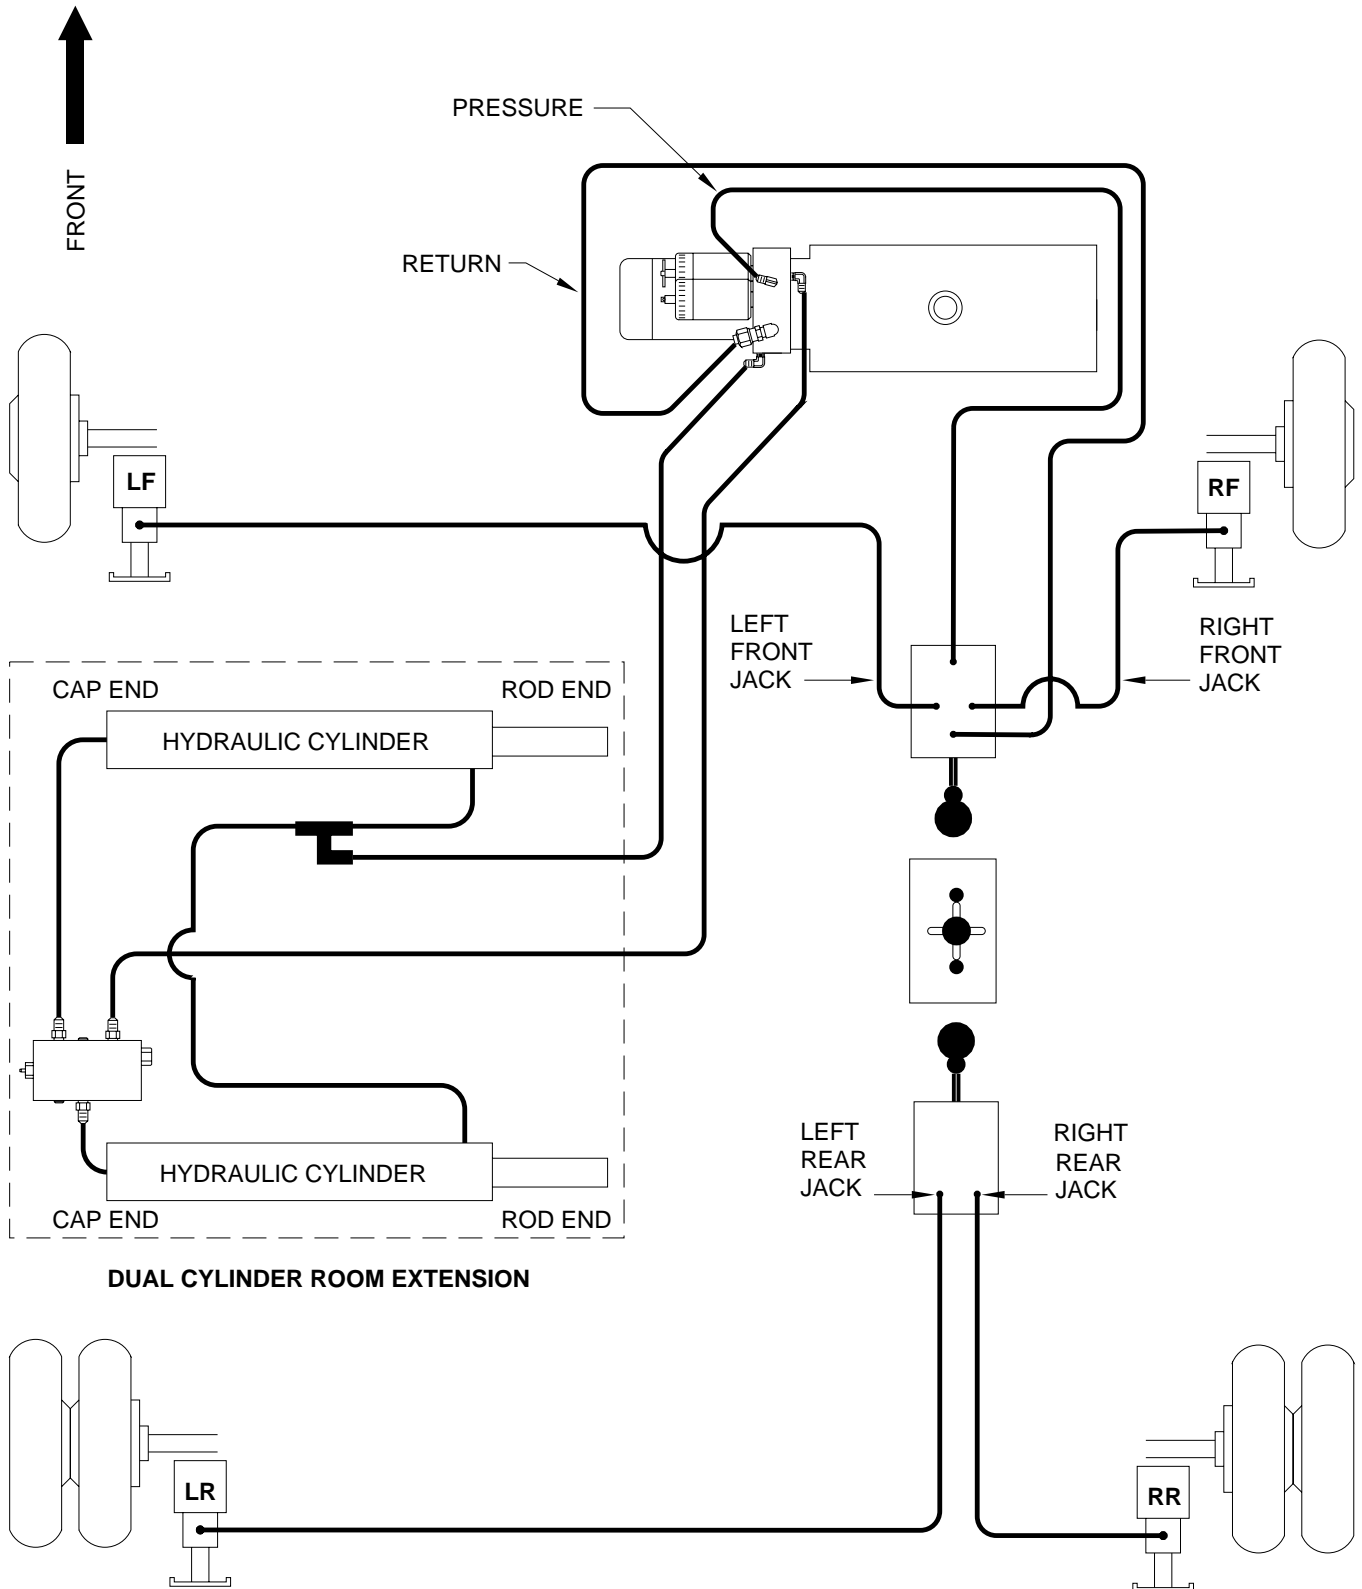 PRESSURE
FRONT
RETURN
LF
RF
LEFT
FRONT
JACK
RIGHT
FRONT
JACK
CAP END
ROD END
HYDRAULIC CYLINDER
LEFT
REAR
JACK
RIGHT
REAR
JACK
HYDRAULIC CYLINDER
CAP END
ROD END
DUAL CYLINDER ROOM EXTENSION
LR
RR